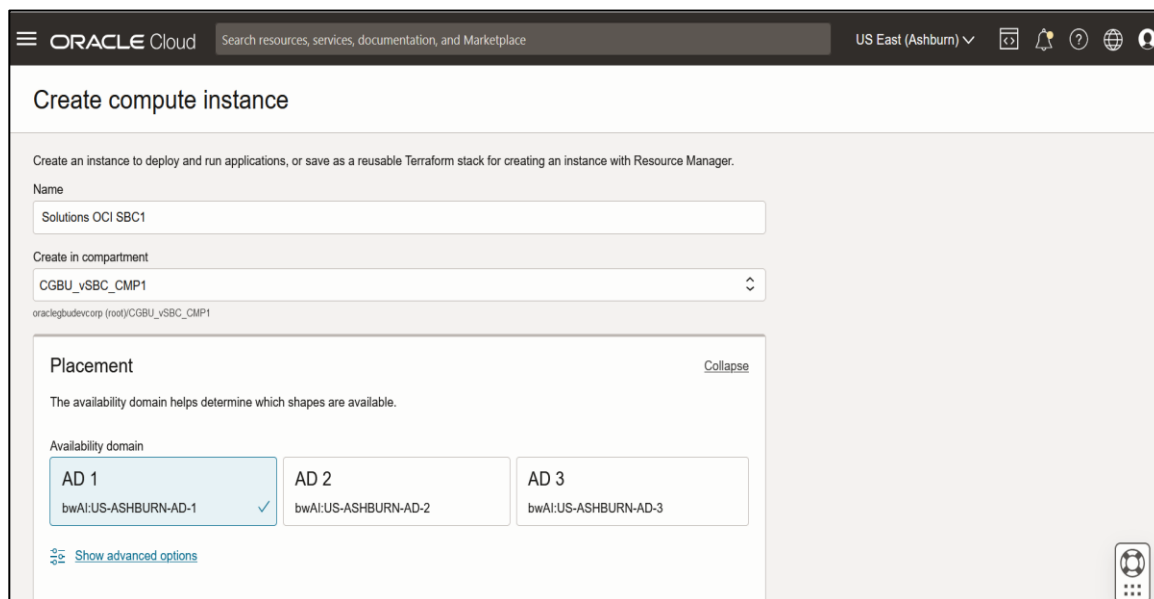 ORACLE Cloud Search resources, services, documentation, and Marketplace US East (Ashburn)
Create compute instance
Create an instance to deploy and run applications, or save as a reusable Terraform stack for creating an instance with Resource Manager.
Name
Solutions OCI SBC1
Create in compartment
CGBU_vSBC_CMP1
oraclegbudevcorp (root)/CGBU_vSBC_CMP1
Placement Collapse
The availability domain helps determine which shapes are available.
Availability domain
AD 1 AD 2 AD 3
bwAI:US-ASHBURN-AD-1 bwAI:US-ASHBURN-AD-2 bwAI:US-ASHBURN-AD-3
Show advanced options